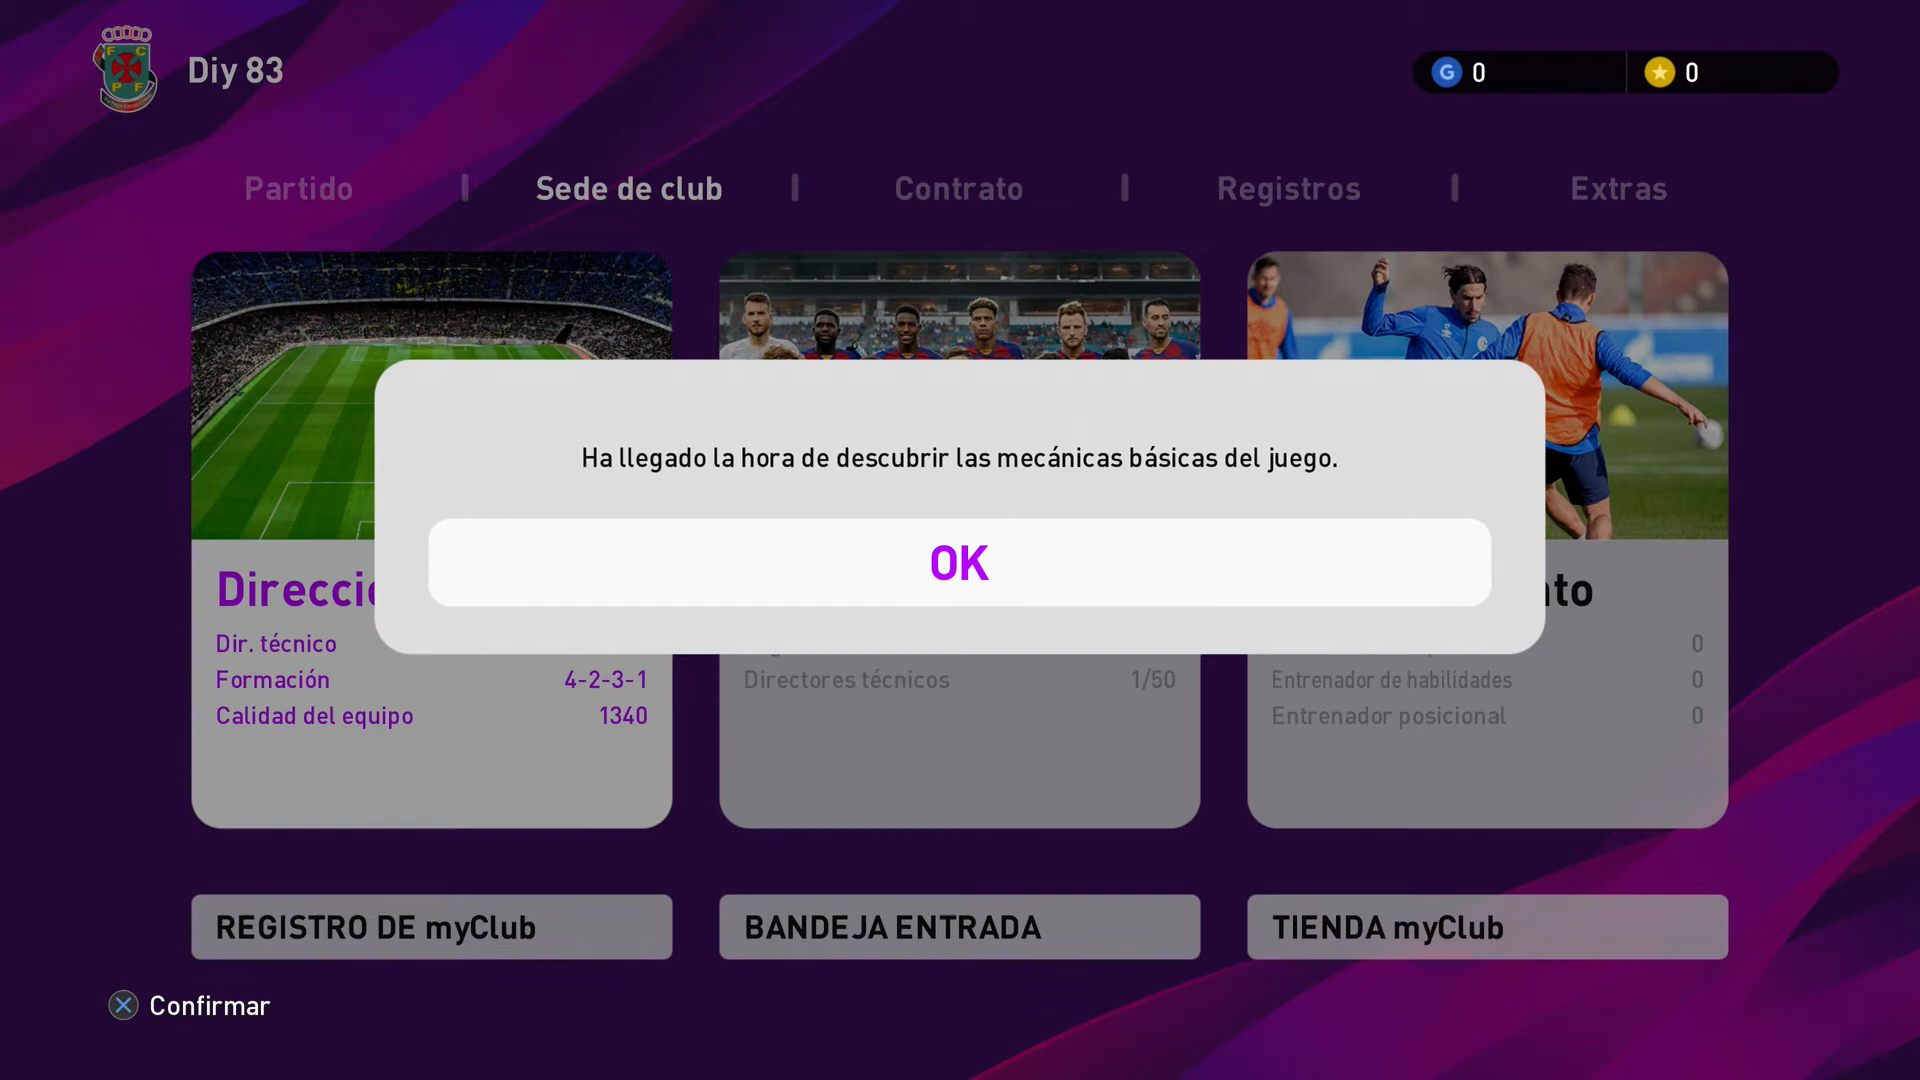 Diy 83
G 0
0
Partido
Sede de club
Contrato
Registros
Extras
Ha llegado la hora de descubrir las mecánicas básicas del juego.
OK
Dir. técnico
Formación 4-2-3-1
Calidad del equipo 1340
Directores técnicos 1/50
0
Entrenador de habilidades 0
Entrenador posicional 0
REGISTRO DE myClub
BANDEJA ENTRADA
TIENDA myClub
Confirmar